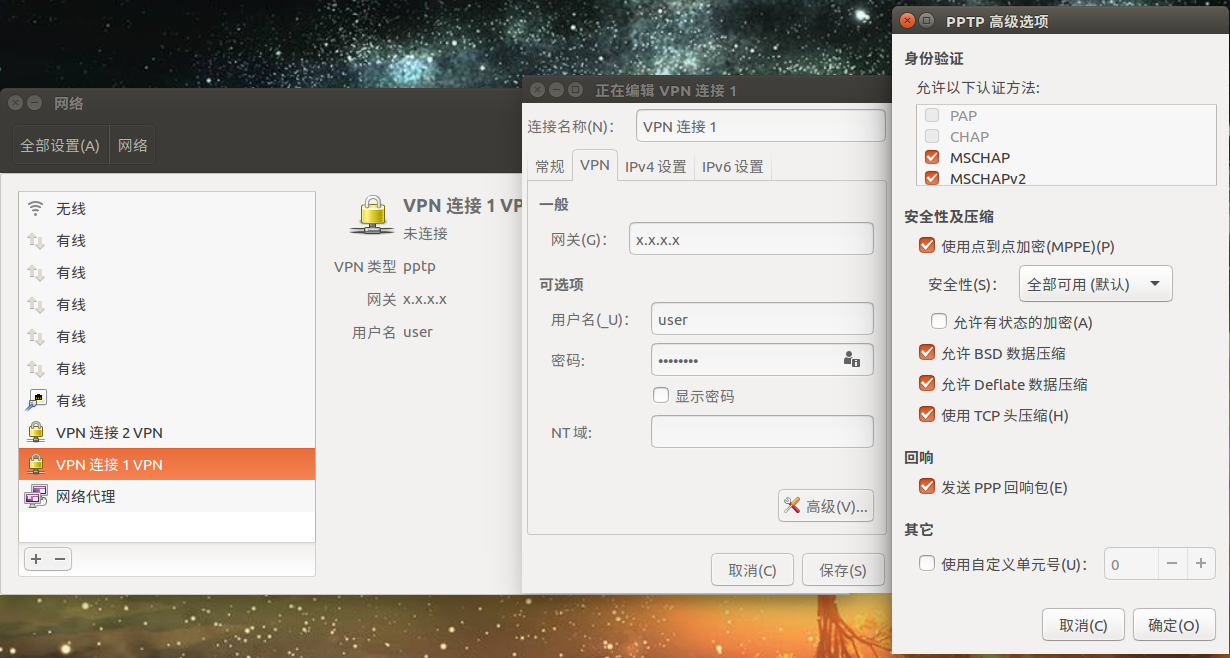 网络
全部设置(A)
网络
无线
有线
有线
有线
有线
有线
有线
VPN 连接 2 VPN
VPN 连接 1 VPN
网络代理
+ −
VPN 连接 1 VP
未连接
VPN 类型 pptp
网关 x.x.x.x
用户名 user
正在编辑 VPN 连接 1
连接名称(N)： VPN 连接 1
常规 VPN IPv4 设置 IPv6 设置
一般
网关(G)： x.x.x.x
可选项
用户名(_U)： user
密码: ••••••••
显示密码
NT 域:
高级(V)...
取消(C) 保存(S)
PPTP 高级选项
身份验证
允许以下认证方法:
PAP
CHAP
MSCHAP
MSCHAPv2
安全性及压缩
使用点到点加密(MPPE)(P)
安全性(S)： 全部可用 (默认)
允许有状态的加密(A)
允许 BSD 数据压缩
允许 Deflate 数据压缩
使用 TCP 头压缩(H)
回响
发送 PPP 回响包(E)
其它
使用自定义单元号(U)： 0 − +
取消(C) 确定(O)